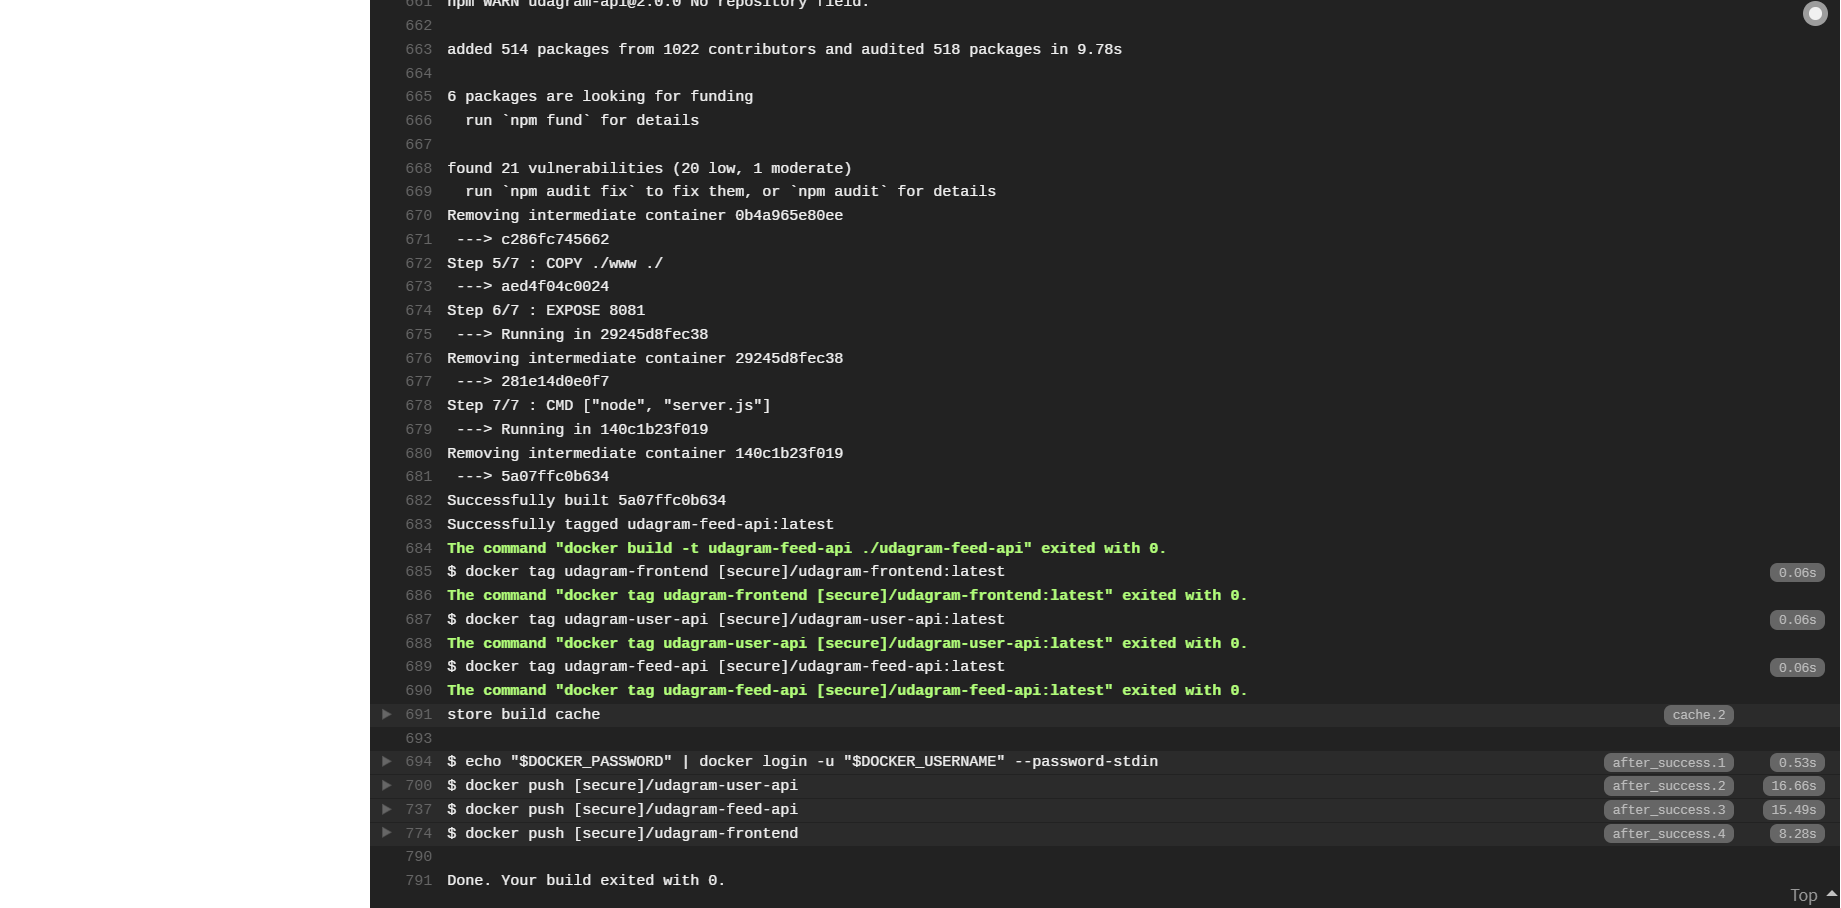 661 npm WARN udagram-api@2.0.0 No repository field.
662
663 added 514 packages from 1022 contributors and audited 518 packages in 9.78s
664
665 6 packages are looking for funding
666   run `npm fund` for details
667
668 found 21 vulnerabilities (20 low, 1 moderate)
669   run `npm audit fix` to fix them, or `npm audit` for details
670 Removing intermediate container 0b4a965e80ee
671  ---> c286fc745662
672 Step 5/7 : COPY ./www ./
673  ---> aed4f04c0024
674 Step 6/7 : EXPOSE 8081
675  ---> Running in 29245d8fec38
676 Removing intermediate container 29245d8fec38
677  ---> 281e14d0e0f7
678 Step 7/7 : CMD ["node", "server.js"]
679  ---> Running in 140c1b23f019
680 Removing intermediate container 140c1b23f019
681  ---> 5a07ffc0b634
682 Successfully built 5a07ffc0b634
683 Successfully tagged udagram-feed-api:latest
684 The command "docker build -t udagram-feed-api ./udagram-feed-api" exited with 0.
685 $ docker tag udagram-frontend [secure]/udagram-frontend:latest 0.06s
686 The command "docker tag udagram-frontend [secure]/udagram-frontend:latest" exited with 0.
687 $ docker tag udagram-user-api [secure]/udagram-user-api:latest 0.06s
688 The command "docker tag udagram-user-api [secure]/udagram-user-api:latest" exited with 0.
689 $ docker tag udagram-feed-api [secure]/udagram-feed-api:latest 0.06s
690 The command "docker tag udagram-feed-api [secure]/udagram-feed-api:latest" exited with 0.
691 store build cache cache.2
693
694 $ echo "$DOCKER_PASSWORD" | docker login -u "$DOCKER_USERNAME" --password-stdin after_success.1 0.53s
700 $ docker push [secure]/udagram-user-api after_success.2 16.66s
737 $ docker push [secure]/udagram-feed-api after_success.3 15.49s
774 $ docker push [secure]/udagram-frontend after_success.4 8.28s
790
791 Done. Your build exited with 0.
Top